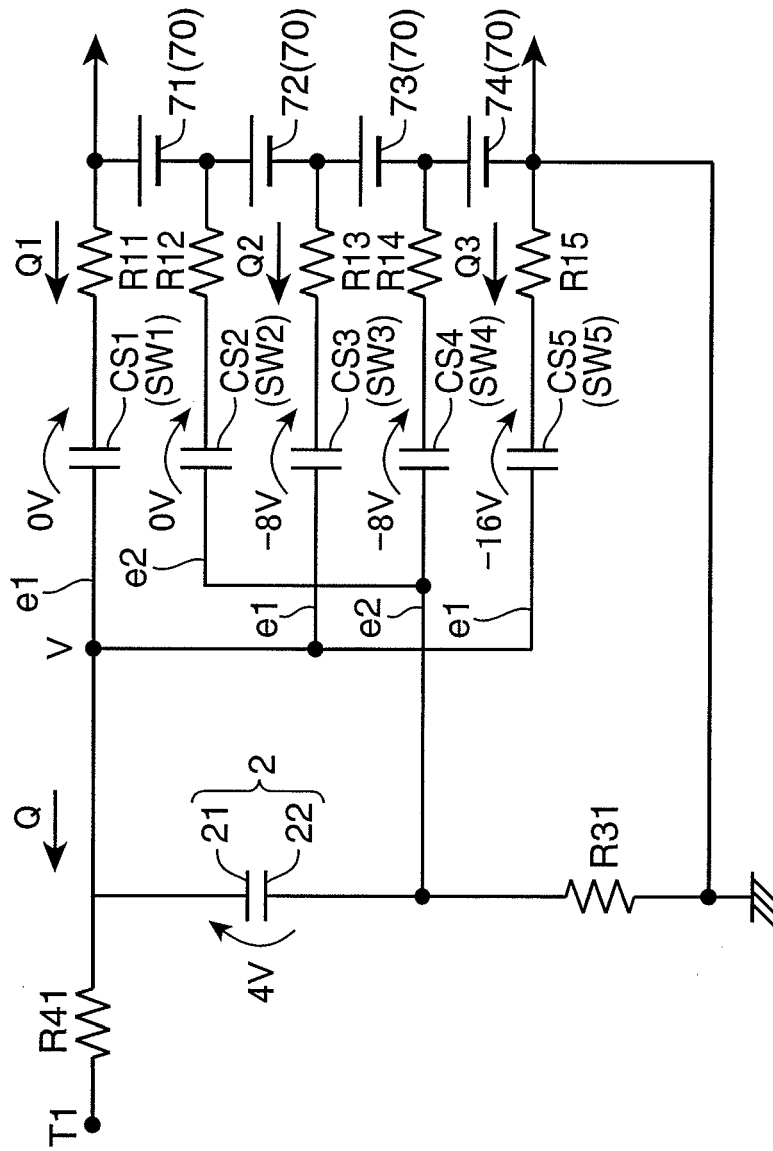 T1
R41
Q
4V
21
22
2
R31
V
e1
e2
e1
e2
e1
0V
0V
-8V
-8V
-16V
CS1
(SW1)
CS2
(SW2)
CS3
(SW3)
CS4
(SW4)
CS5
(SW5)
Q1
R11
R12
Q2
R13
R14
Q3
R15
71(70)
72(70)
73(70)
74(70)